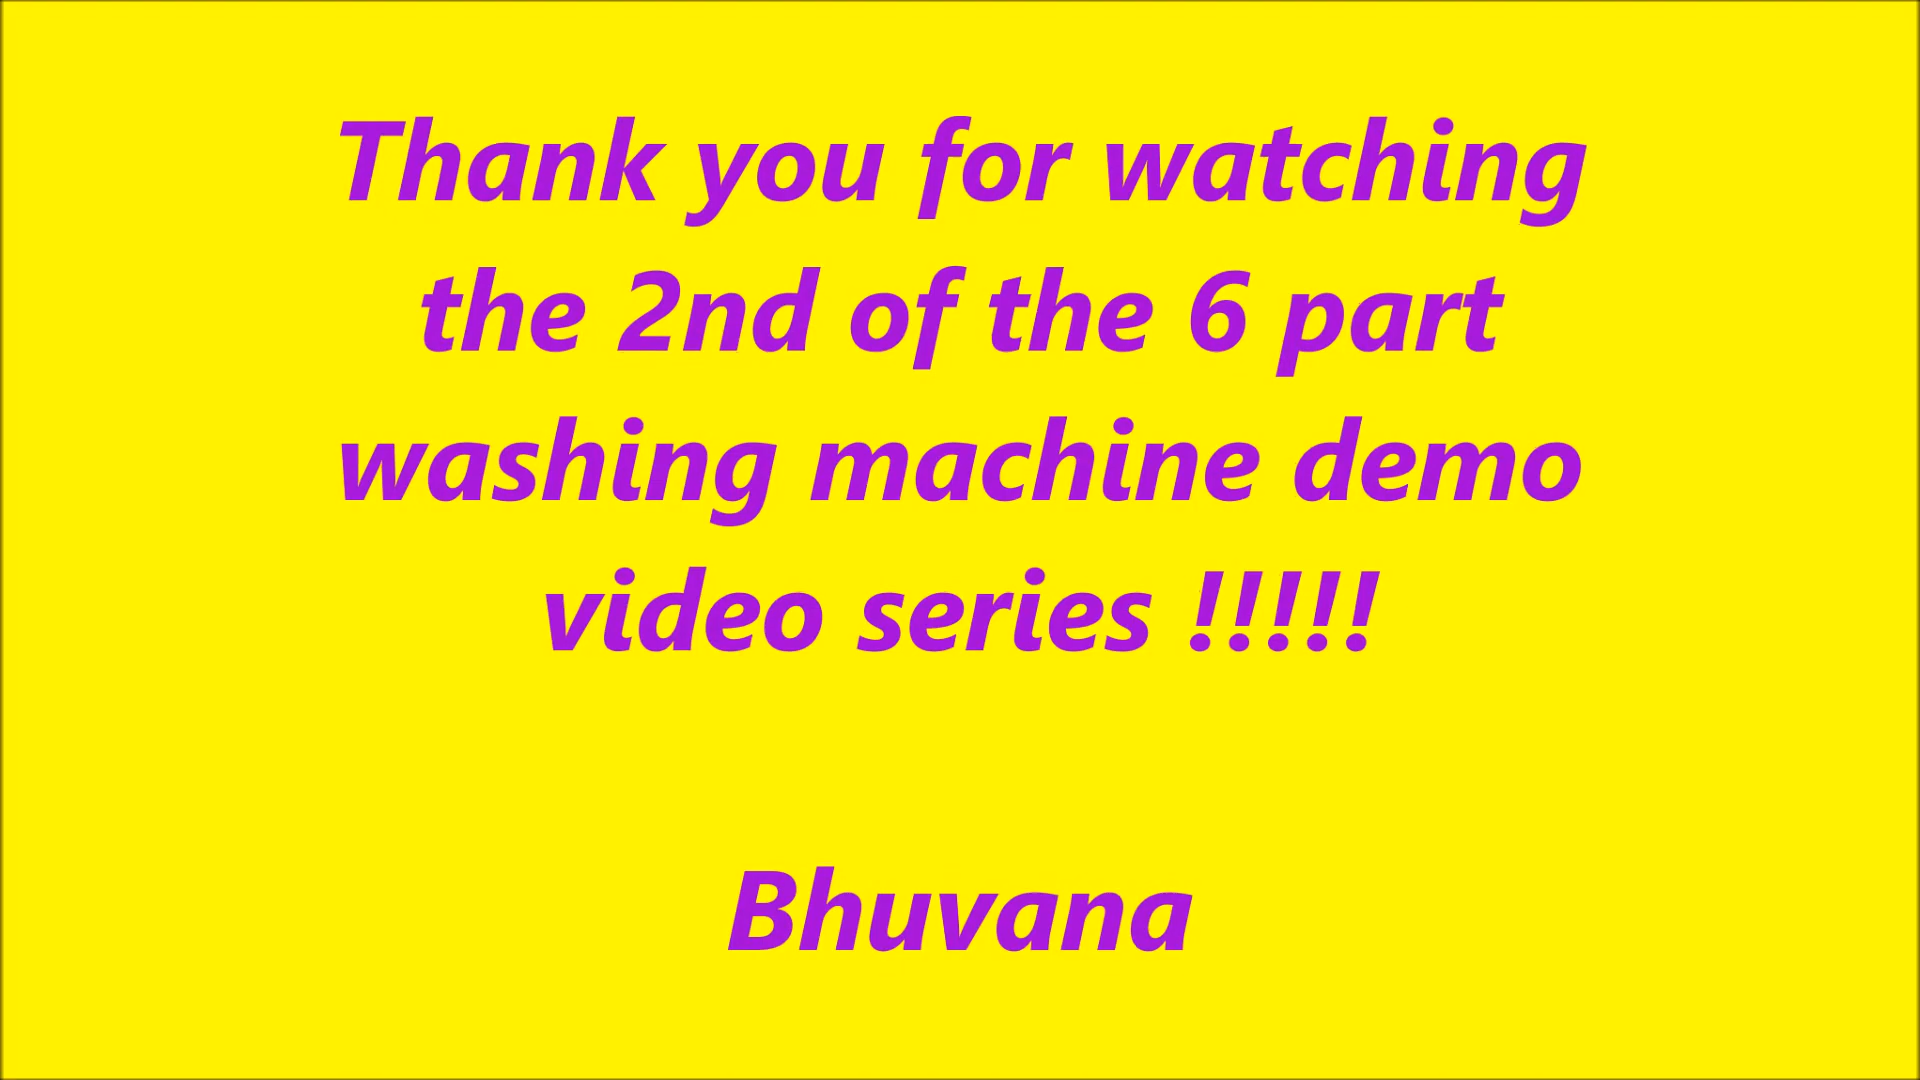 Thank you for watching
the 2nd of the 6 part
washing machine demo
video series !!!!!
Bhuvana